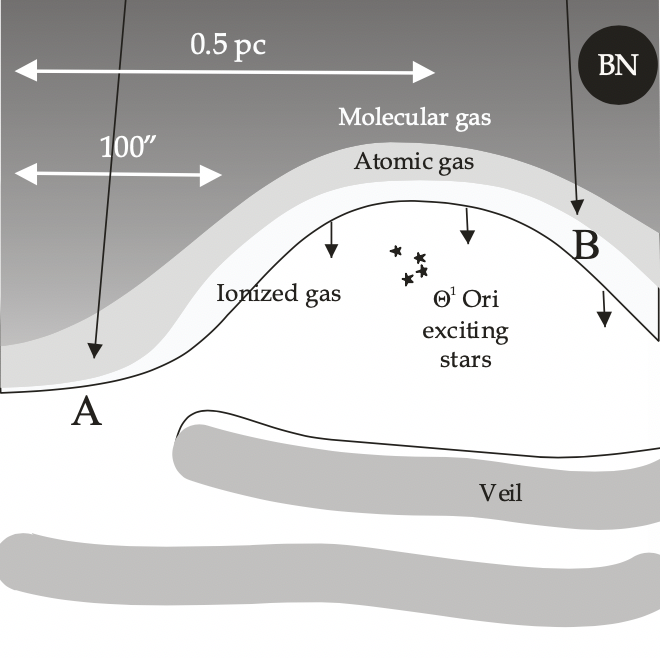 0.5 pc
BN
Molecular gas
100″
Atomic gas
B
Ionized gas
Θ¹ Ori
exciting
stars
A
Veil